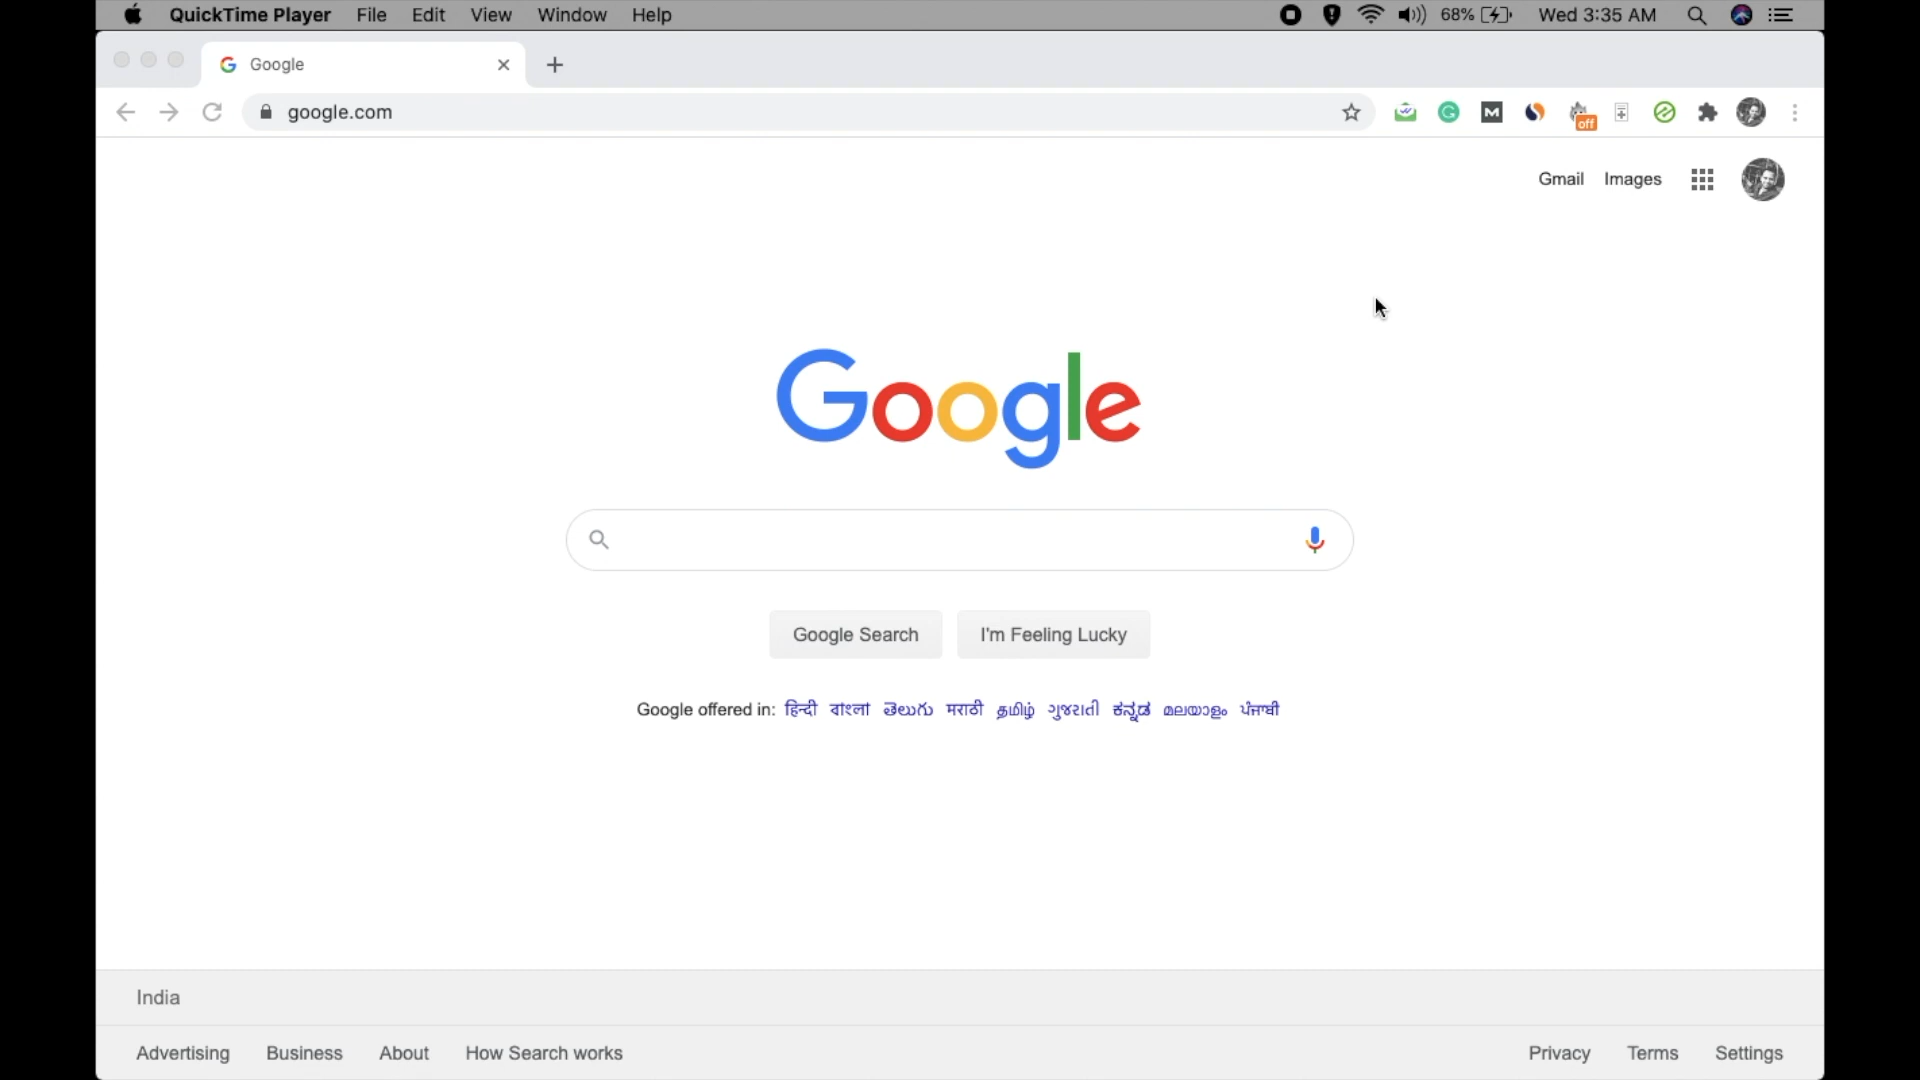 QuickTime Player File Edit View Window Help 68% Wed 3:35 AM
Google
google.com
off
Gmail Images
Google
Google Search I'm Feeling Lucky
Google offered in: हिन्दी বাংলা తెలుగు मराठी தமிழ் ગુજરાતી ಕನ್ನಡ മലയാളം ਪੰਜਾਬੀ
India
Advertising Business About How Search works Privacy Terms Settings